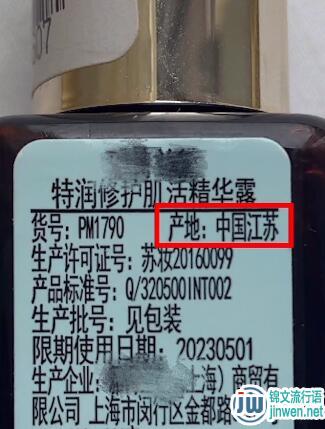 特润修护肌活精华露
货号: PM1790 产地: 中国江苏
生产许可证号: 苏妆20160099
产品标准号: Q/320500INT002
生产批号: 见包装
限期使用日期: 20230501
生产企业: 上海) 商贸有
限公司 上海市闵行区金都路
锦文流行语
jinwen.net